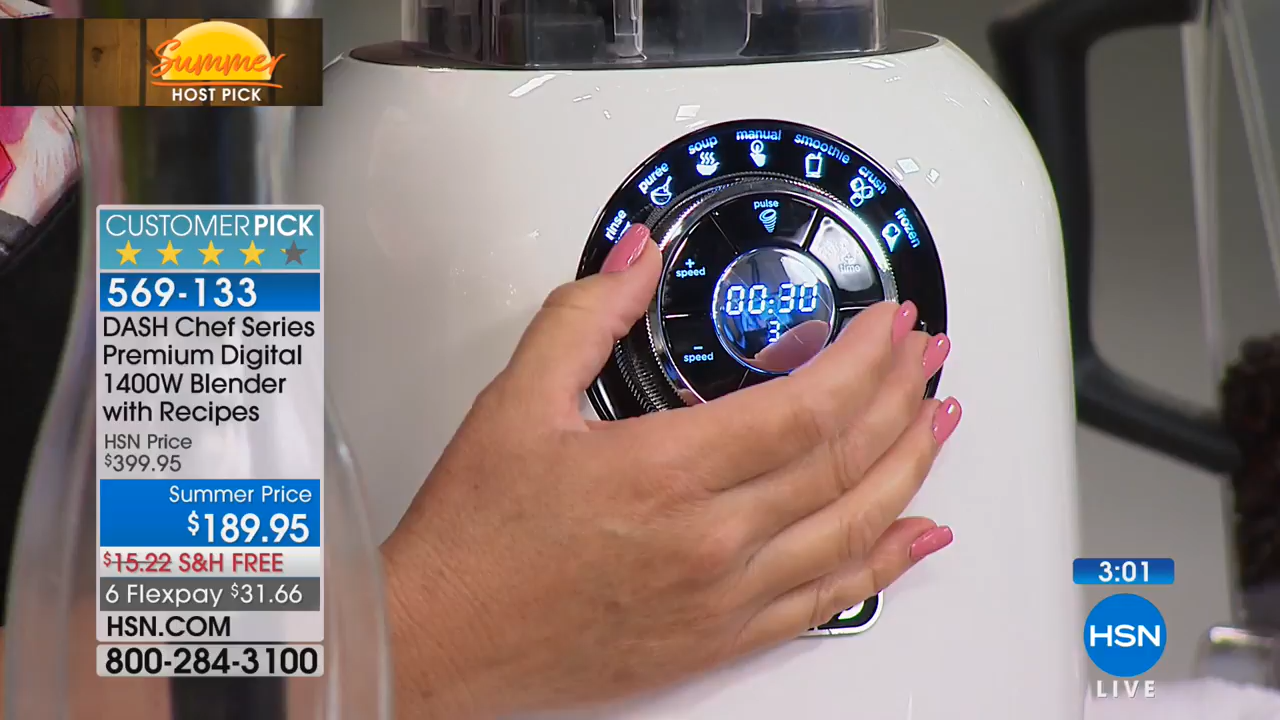 Summer
HOST PICK
CUSTOMER PICK
569-133
DASH Chef Series
Premium Digital
1400W Blender
with Recipes
HSN Price
$399.95
Summer Price
$189.95
$15.22 S&H FREE
6 Flexpay $31.66
HSN.COM
800-284-3100
rinse
purée
soup
manual
smoothie
crush
frozen
pulse
+
speed
+
time
00:30
3
-
speed
3:01
HSN
LIVE